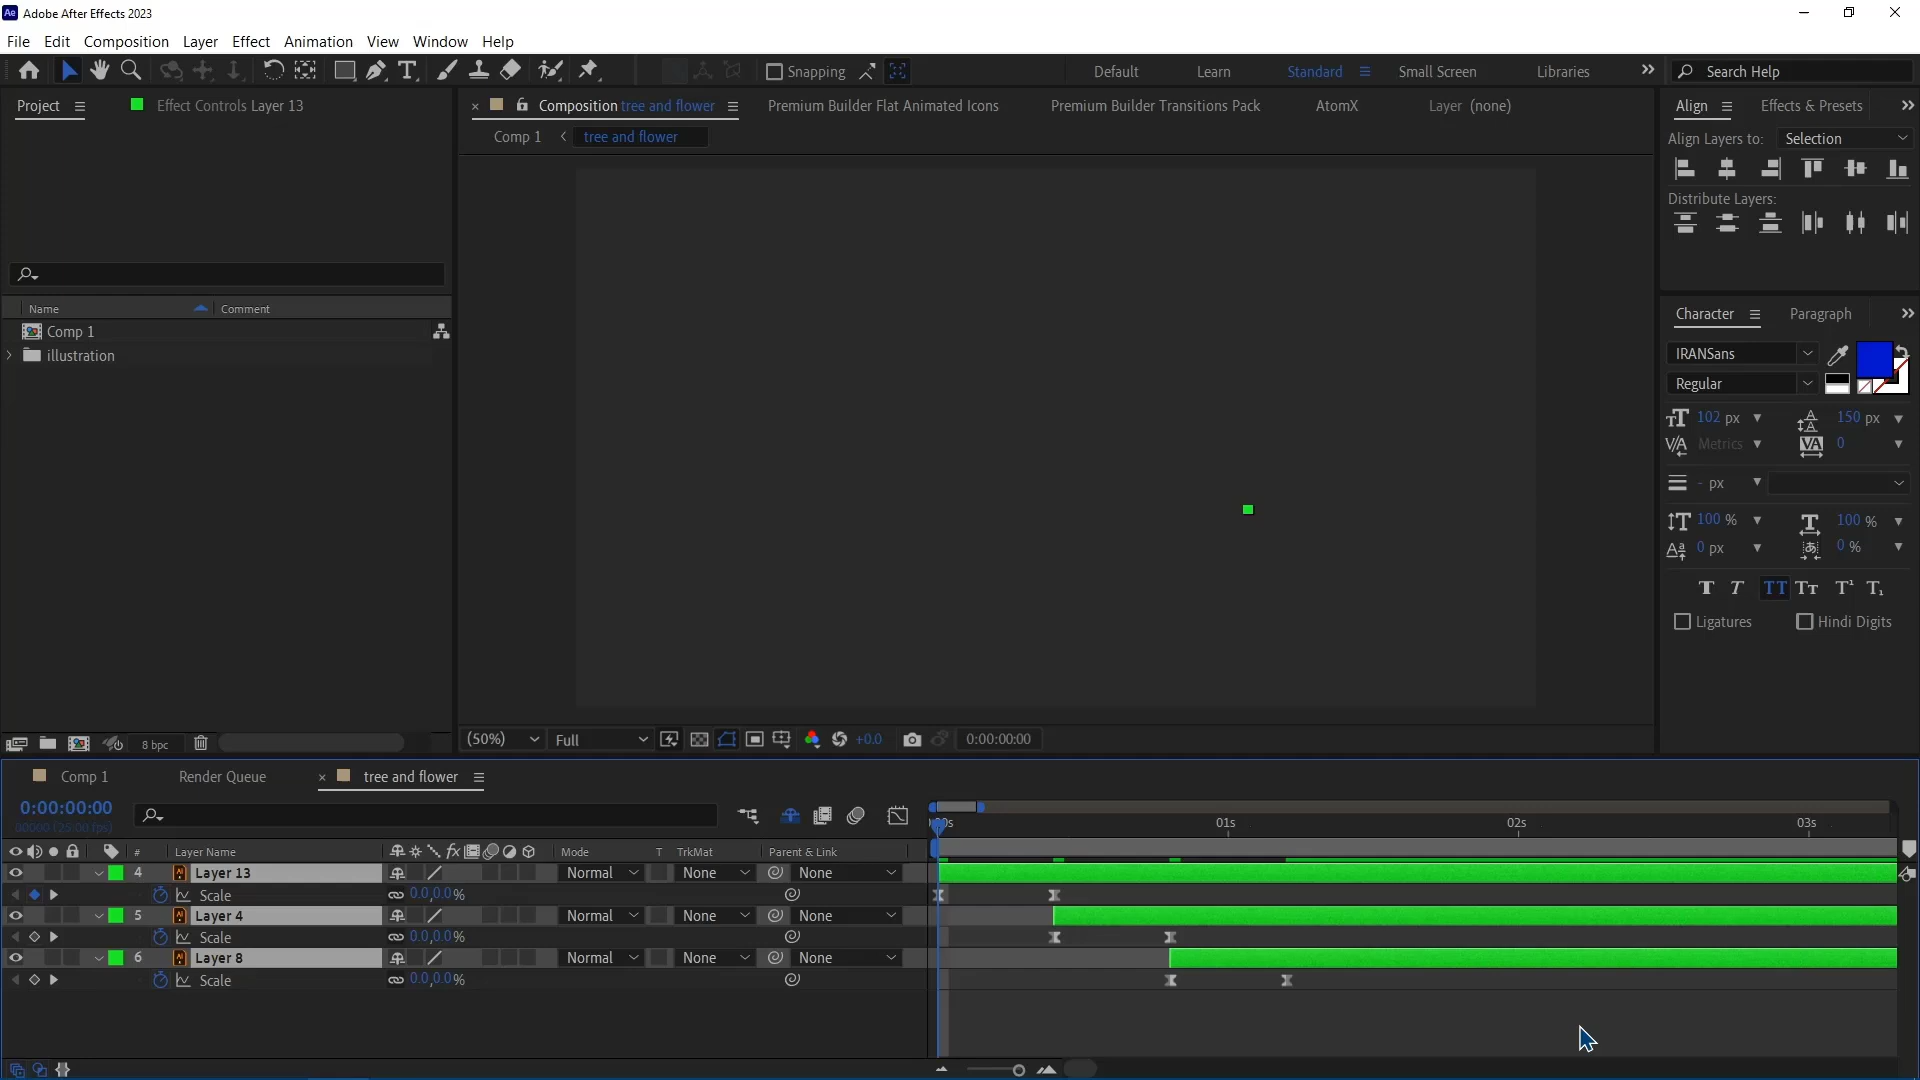 Ae Adobe After Effects 2023
File Edit Composition Layer Effect Animation View Window Help
Snapping Default Learn Standard Small Screen Libraries Search Help
Project Effect Controls Layer 13 Composition tree and flower Premium Builder Flat Animated Icons Premium Builder Transitions Pack AtomX Layer (none) Align Effects & Presets
Comp 1 tree and flower
Align Layers to: Selection
Distribute Layers:
Name Comment
Comp 1
illustration
Character Paragraph
IRANSans
Regular
102 px 150 px
Metrics 0
- px
100 % 100 %
0 px 0 %
Ligatures Hindi Digits
8 bpc (50%) Full +0.0 0:00:00:00
Comp 1 Render Queue tree and flower
0:00:00:00
00000 (25.00 fps)
01s 02s 03s
# Layer Name Mode T TrkMat Parent & Link
4 Layer 13 Normal None None
Scale 0.0,0.0%
5 Layer 4 Normal None None
Scale 0.0,0.0%
6 Layer 8 Normal None None
Scale 0.0,0.0%